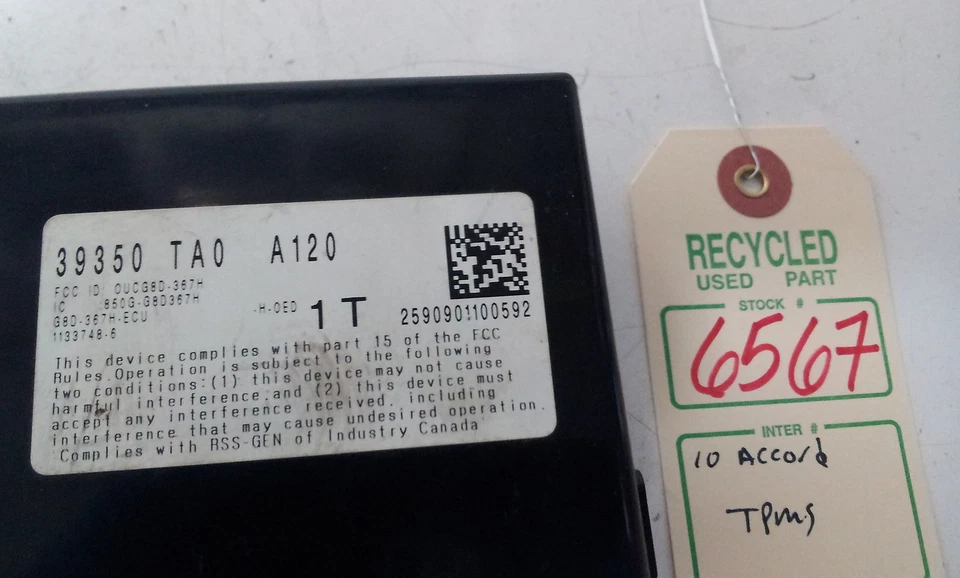 39350 TA0 A120
FCC ID: OUCG8D-367H
IC 850G-G8D367H
G8D-367H-ECU
1133748-6
-H-OED
1T
2590901100592
This device complies with part 15 of the FCC
Rules.Operation is subject to the following
two conditions:(1) this device may not cause
harmful interference,and (2) this device must
accept any interference received, including
interference that may cause undesired operation.
Complies with RSS-GEN of Industry Canada
RECYCLED
USED PART
STOCK #
6567
INTER #
10 Accord
TPMS